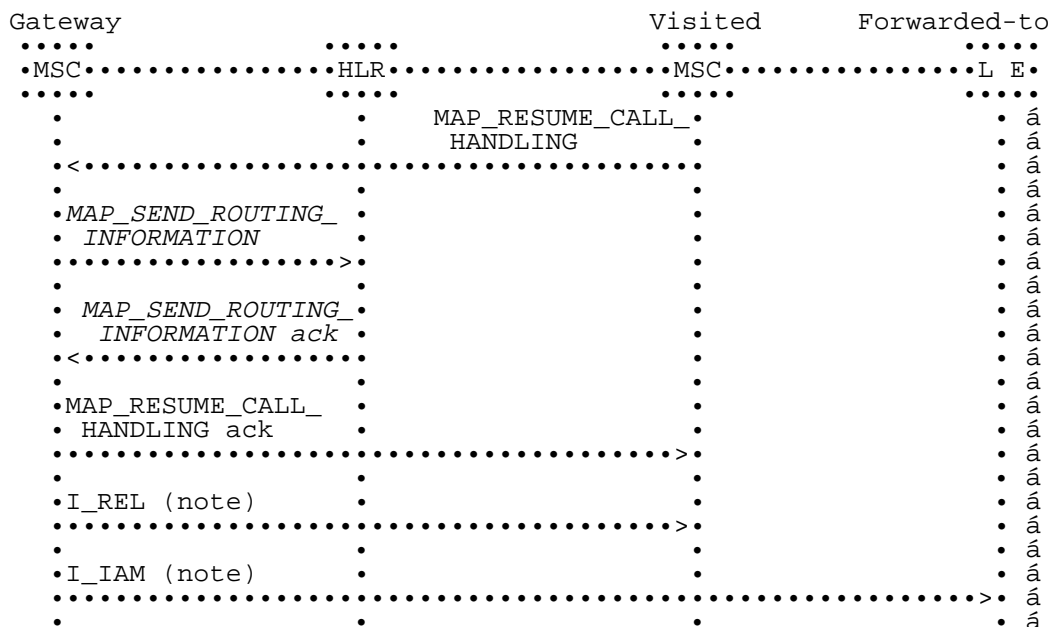 Gateway Visited Forwarded-to
MSC HLR MSC L E
MAP_RESUME_CALL_
HANDLING
MAP_SEND_ROUTING_
INFORMATION
MAP_SEND_ROUTING_
INFORMATION ack
MAP_RESUME_CALL_
HANDLING ack
I_REL (note)
I_IAM (note)